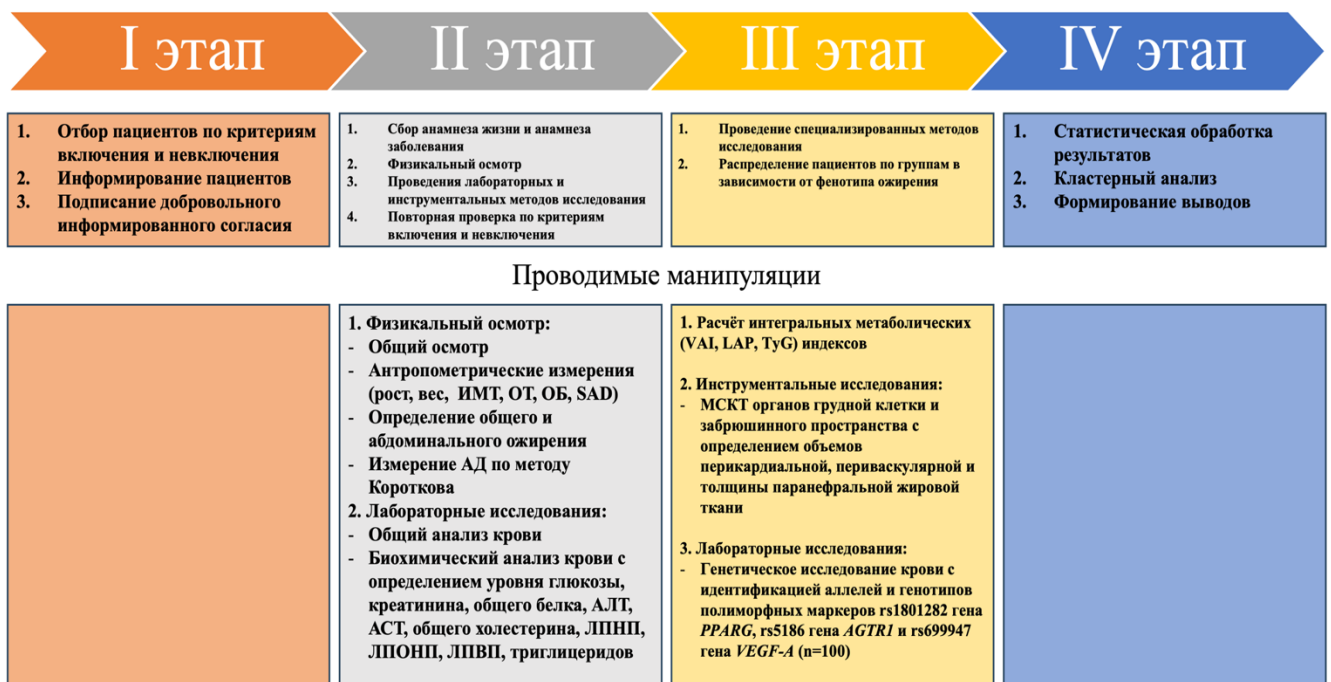 I этап
II этап
III этап
IV этап
1. Отбор пациентов по критериям
включения и невключения
2. Информирование пациентов
3. Подписание добровольного
информированного согласия
1. Сбор анамнеза жизни и анамнеза
заболевания
2. Физикальный осмотр
3. Проведения лабораторных и
инструментальных методов исследования
4. Повторная проверка по критериям
включения и невключения
1. Проведение специализированных методов
исследования
2. Распределение пациентов по группам в
зависимости от фенотипа ожирения
1. Статистическая обработка
результатов
2. Кластерный анализ
3. Формирование выводов
Проводимые манипуляции
1. Физикальный осмотр:
- Общий осмотр
- Антропометрические измерения
(рост, вес, ИМТ, ОТ, ОБ, SAD)
- Определение общего и
абдоминального ожирения
- Измерение АД по методу
Короткова
2. Лабораторные исследования:
- Общий анализ крови
- Биохимический анализ крови с
определением уровня глюкозы,
креатинина, общего белка, АЛТ,
АСТ, общего холестерина, ЛПНП,
ЛПОНП, ЛПВП, триглицеридов
1. Расчёт интегральных метаболических
(VAI, LAP, TyG) индексов
2. Инструментальные исследования:
- МСКТ органов грудной клетки и
забрюшинного пространства с
определением объемов
перикардиальной, периваскулярной и
толщины паранефральной жировой
ткани
3. Лабораторные исследования:
- Генетическое исследование крови с
идентификацией аллелей и генотипов
полиморфных маркеров rs1801282 гена
PPARG, rs5186 гена AGTR1 и rs699947
гена VEGF-A (n=100)